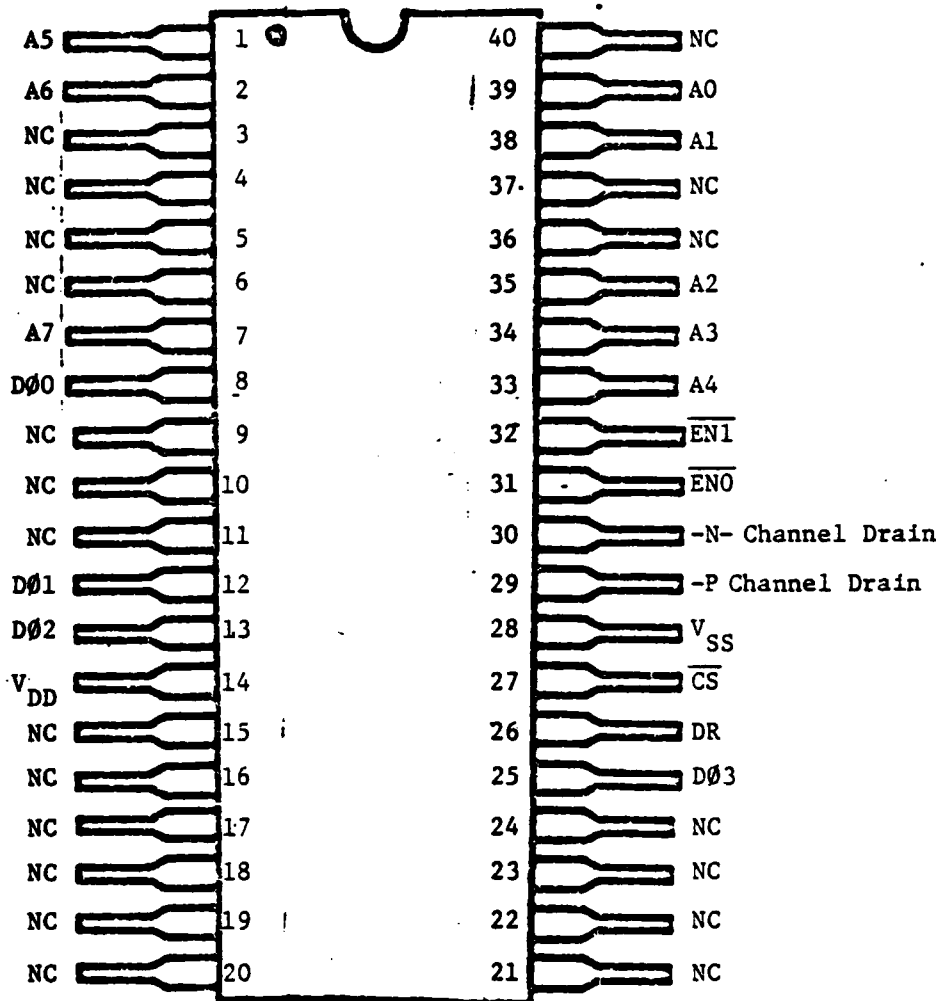 A5 1 40 NC
A6 2 39 A0
NC 3 38 A1
NC 4 37 NC
NC 5 36 NC
NC 6 35 A2
A7 7 34 A3
DØ0 8 33 A4
NC 9 32 EN1
NC 10 31 EN0
NC 11 30 -N- Channel Drain
DØ1 12 29 -P Channel Drain
DØ2 13 28 VSS
VDD 14 27 CS
NC 15 26 DR
NC 16 25 DØ3
NC 17 24 NC
NC 18 23 NC
NC 19 22 NC
NC 20 21 NC